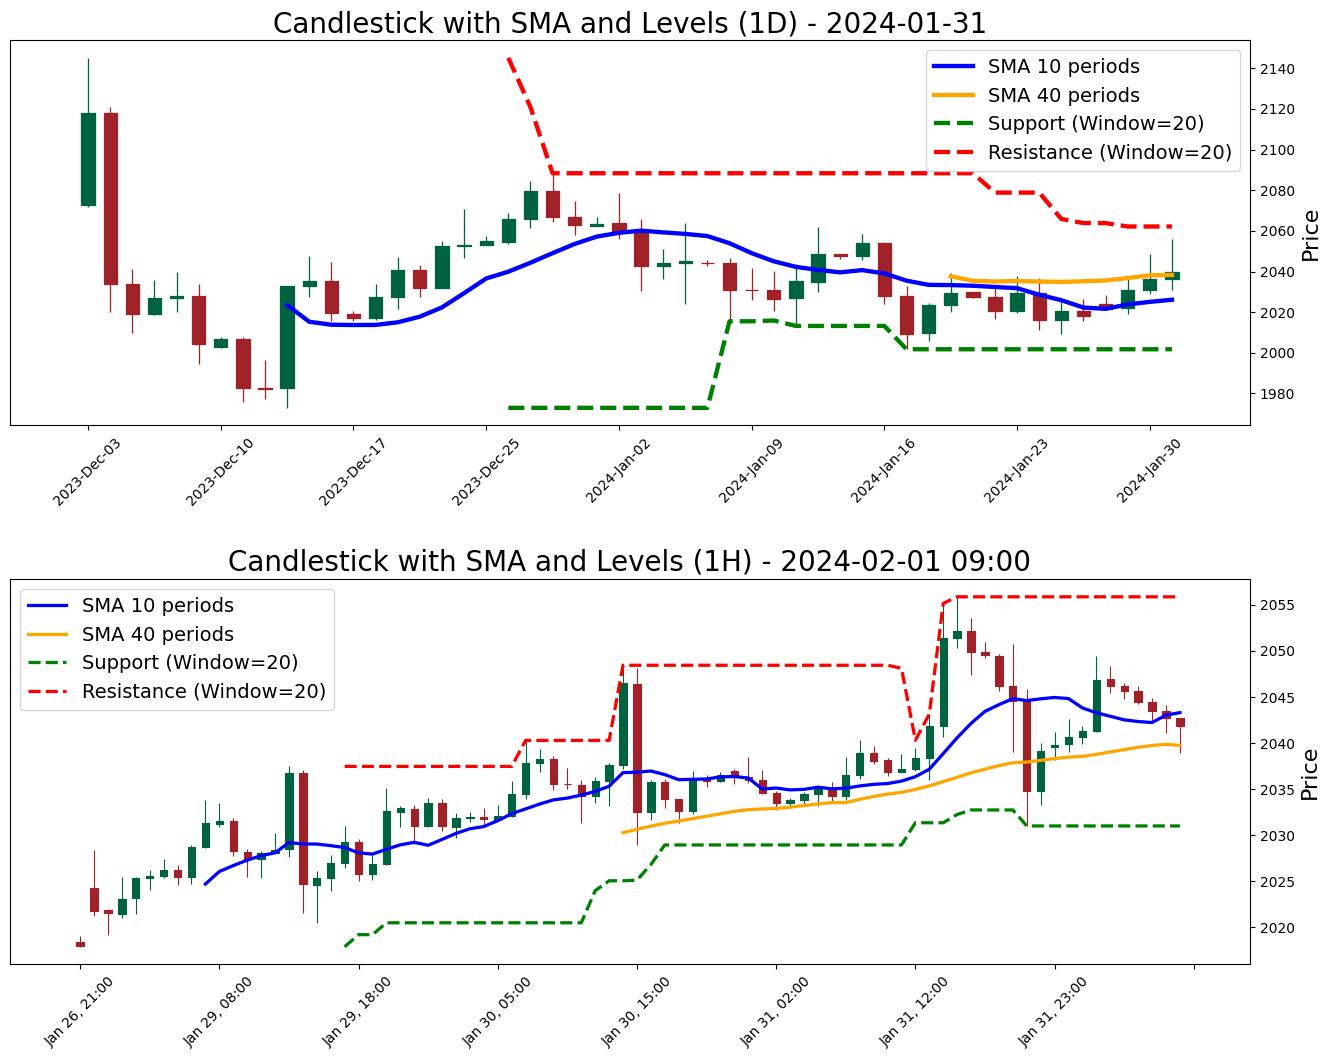 Candlestick with SMA and Levels (1D) - 2024-01-31
SMA 10 periods
SMA 40 periods
Support (Window=20)
Resistance (Window=20)
2140
2120
2100
2080
2060
2040
2020
2000
1980
Price
2023-Dec-03
2023-Dec-10
2023-Dec-17
2023-Dec-25
2024-Jan-02
2024-Jan-09
2024-Jan-16
2024-Jan-23
2024-Jan-30
Candlestick with SMA and Levels (1H) - 2024-02-01 09:00
SMA 10 periods
SMA 40 periods
Support (Window=20)
Resistance (Window=20)
2055
2050
2045
2040
2035
2030
2025
2020
Price
Jan 26, 21:00
Jan 29, 08:00
Jan 29, 18:00
Jan 30, 05:00
Jan 30, 15:00
Jan 31, 02:00
Jan 31, 12:00
Jan 31, 23:00